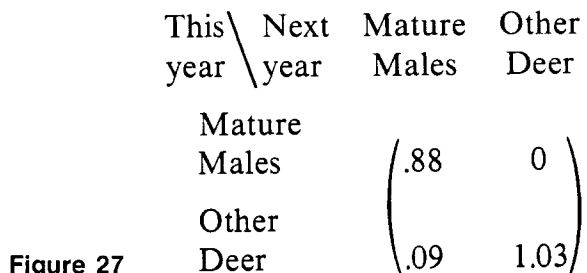 This \ Next Mature Other
year \ year Males Deer
Mature
Males .88 0
Other
Figure 27 Deer .09 1.03